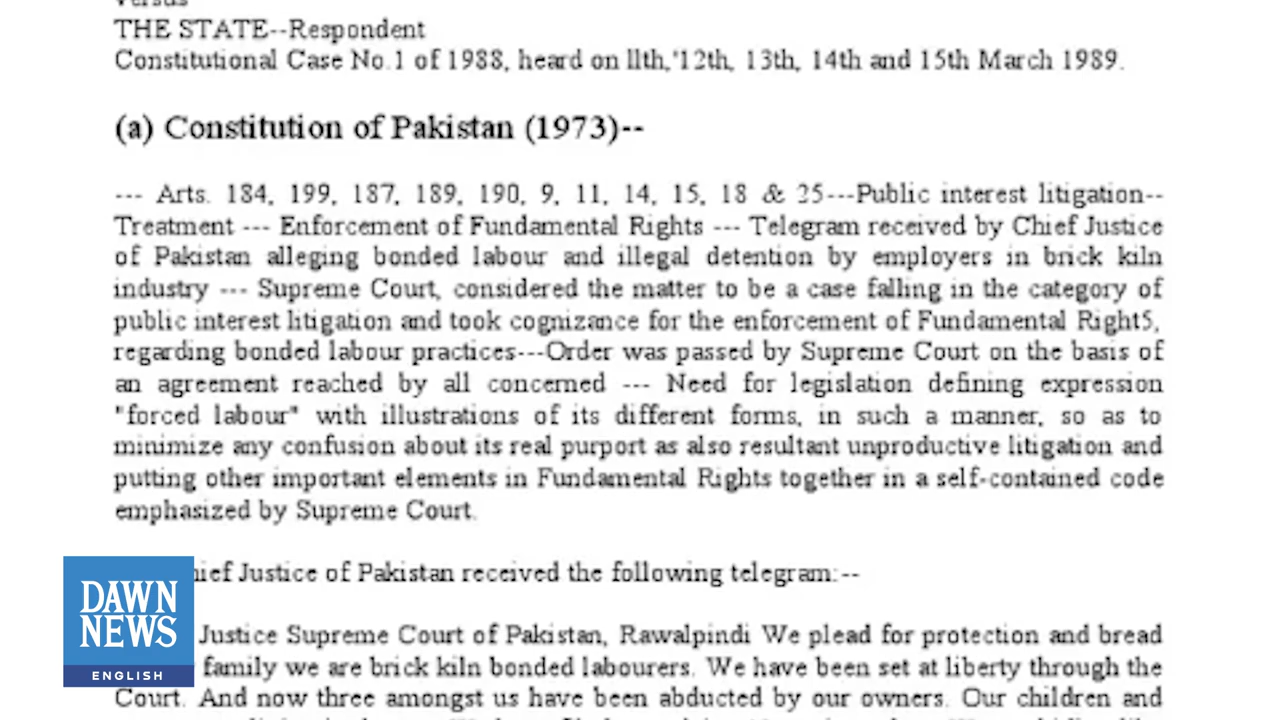 versus
THE STATE--Respondent
Constitutional Case No.1 of 1988, heard on llth,'12th, 13th, 14th and 15th March 1989.
(a) Constitution of Pakistan (1973)--
--- Arts. 184, 199, 187, 189, 190, 9, 11, 14, 15, 18 & 25---Public interest litigation--
Treatment --- Enforcement of Fundamental Rights --- Telegram received by Chief Justice
of Pakistan alleging bonded labour and illegal detention by employers in brick kiln
industry --- Supreme Court, considered the matter to be a case falling in the category of
public interest litigation and took cognizance for the enforcement of Fundamental Right5,
regarding bonded labour practices---Order was passed by Supreme Court on the basis of
an agreement reached by all concerned --- Need for legislation defining expression
"forced labour" with illustrations of its different forms, in such a manner, so as to
minimize any confusion about its real purport as also resultant unproductive litigation and
putting other important elements in Fundamental Rights together in a self-contained code
emphasized by Supreme Court.
hief Justice of Pakistan received the following telegram:--
Justice Supreme Court of Pakistan, Rawalpindi We plead for protection and bread
family we are brick kiln bonded labourers. We have been set at liberty through the
Court. And now three amongst us have been abducted by our owners. Our children and
DAWN
NEWS
ENGLISH